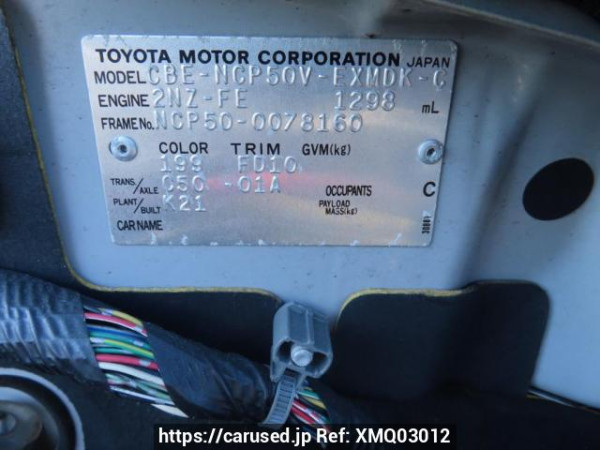 TOYOTA MOTOR CORPORATION JAPAN
MODEL CBE-NCP50V-EXMDK-G
ENGINE 2NZ-FE 1298 mL
FRAME No. NCP50-0078160
COLOR TRIM GVM(kg)
199 FD10
TRANS./AXLE C50 -01A OCCUPANTS C
PLANT/BUILT K21 PAYLOAD MASS(kg)
CAR NAME
https://carused.jp Ref: XMQ03012